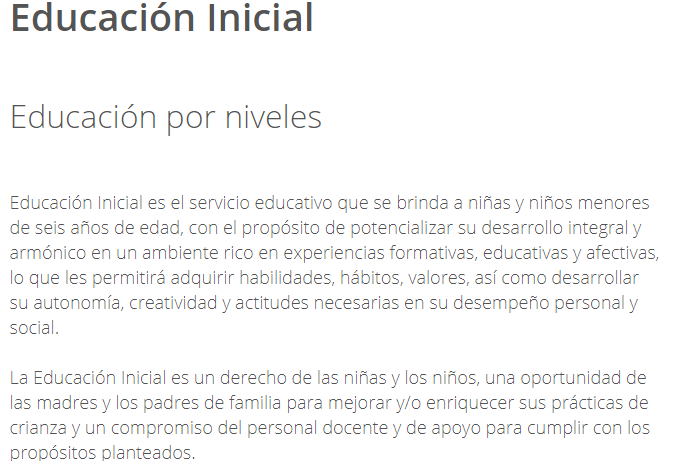 Educación Inicial
Educación por niveles
Educación Inicial es el servicio educativo que se brinda a niñas y niños menores
de seis años de edad, con el propósito de potencializar su desarrollo integral y
armónico en un ambiente rico en experiencias formativas, educativas y afectivas,
lo que les permitirá adquirir habilidades, hábitos, valores, así como desarrollar
su autonomía, creatividad y actitudes necesarias en su desempeño personal y
social.
La Educación Inicial es un derecho de las niñas y los niños, una oportunidad de
las madres y los padres de familia para mejorar y/o enriquecer sus prácticas de
crianza y un compromiso del personal docente y de apoyo para cumplir con los
propósitos planteados.